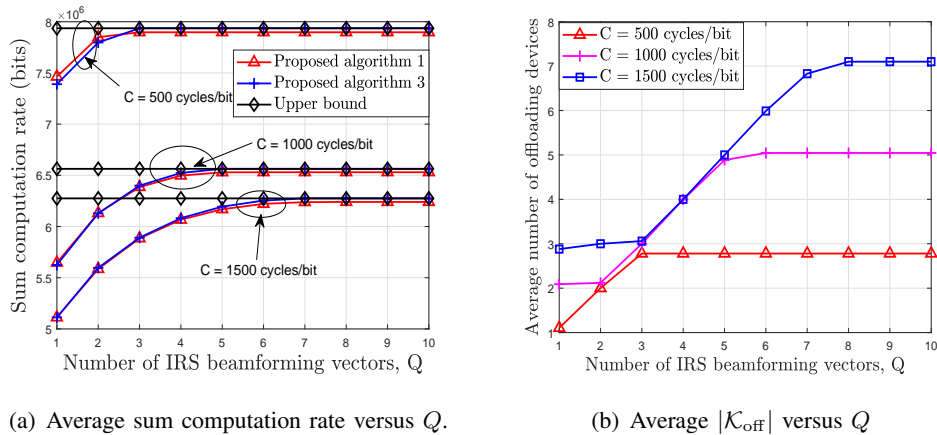 ×10⁶
8
7.5
7
6.5
6
5.5
5
Sum computation rate (bits)
Proposed algorithm 1
Proposed algorithm 3
Upper bound
C = 500 cycles/bit
C = 1000 cycles/bit
C = 1500 cycles/bit
1 2 3 4 5 6 7 8 9 10
Number of IRS beamforming vectors, Q
(a) Average sum computation rate versus Q.
8
7
6
5
4
3
2
1
Average number of offloading devices
C = 500 cycles/bit
C = 1000 cycles/bit
C = 1500 cycles/bit
1 2 3 4 5 6 7 8 9 10
Number of IRS beamforming vectors, Q
(b) Average |𝒦off| versus Q